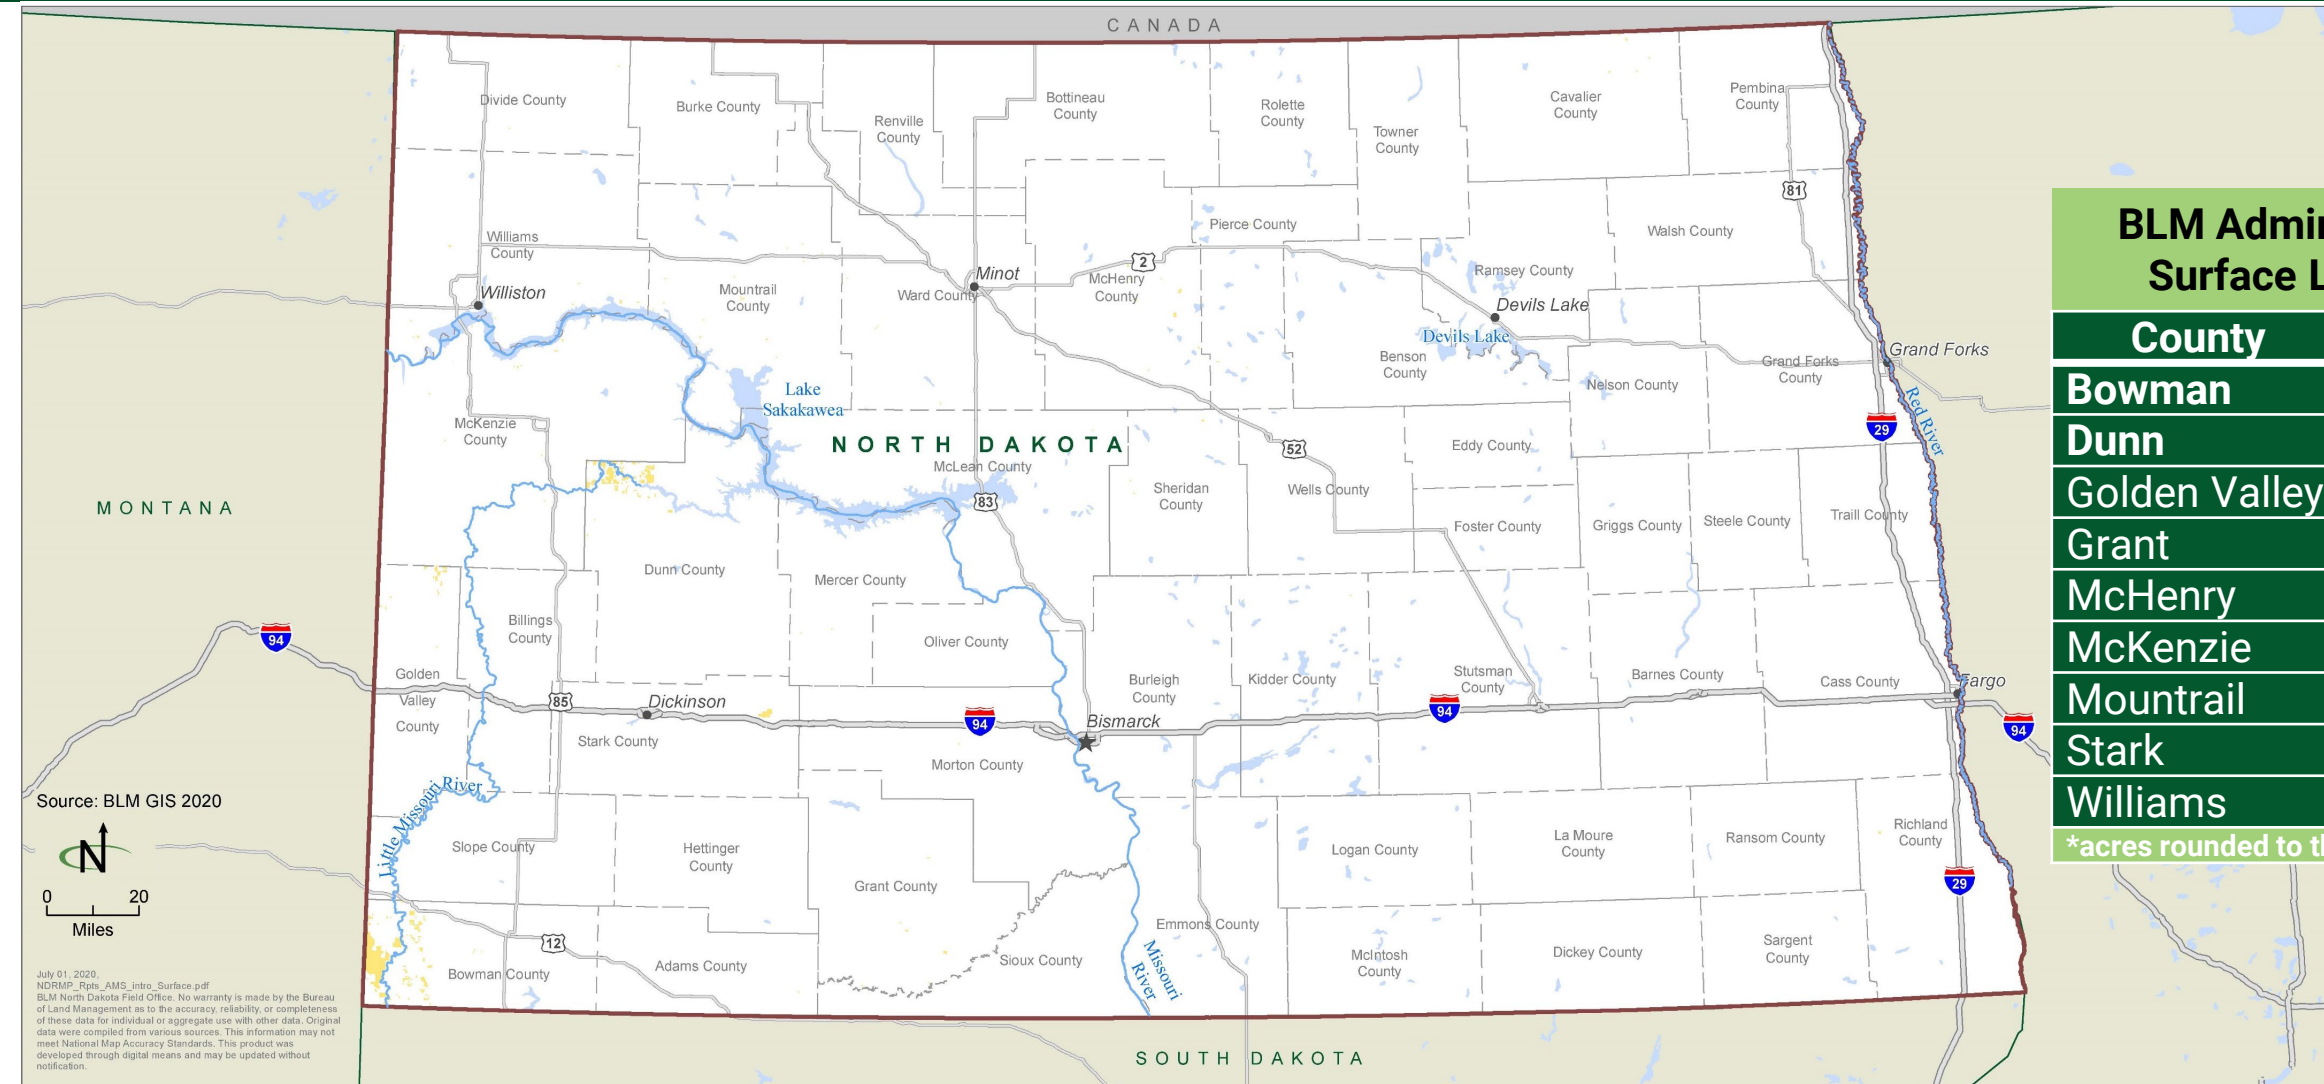 CANADA
Divide County
Burke County
Renville
County
Bottineau
County
Rolette
County
Towner
County
Cavalier
County
Pembina
County
81
Williams
County
Williston
Mountrail
County
Ward County
Minot
2
McHenry
County
Pierce County
Ramsey County
Walsh County
Devils Lake
Devils Lake
Benson
County
Nelson County
Grand Forks
County
Grand Forks
Red River
29
McKenzie
County
Lake
Sakakawea
NORTH DAKOTA
McLean County
83
52
Eddy County
Sheridan
County
Wells County
Foster County
Griggs County
Steele County
Traill County
MONTANA
94
Dunn County
Mercer County
Billings
County
Oliver County
Golden
Valley
County
85
Dickinson
Stark County
94
Bismarck
Morton County
Burleigh
County
Kidder County
94
Stutsman
County
Barnes County
Cass County
Fargo
94
Little Missouri River
Slope County
Hettinger
County
Grant County
Logan County
La Moure
County
Ransom County
Richland
County
29
12
Bowman County
Adams County
Sioux County
Emmons County
Missouri
River
McIntosh
County
Dickey County
Sargent
County
SOUTH DAKOTA
Source: BLM GIS 2020
N
0 20
Miles
July 01, 2020,
NDRMP_Rpts_AMS_intro_Surface.pdf
BLM North Dakota Field Office. No warranty is made by the Bureau
of Land Management as to the accuracy, reliability, or completeness
of these data for individual or aggregate use with other data. Original
data were compiled from various sources. This information may not
meet National Map Accuracy Standards. This product was
developed through digital means and may be updated without
notification.
BLM Admin
Surface L
County
Bowman
Dunn
Golden Valley
Grant
McHenry
McKenzie
Mountrail
Stark
Williams
*acres rounded to th